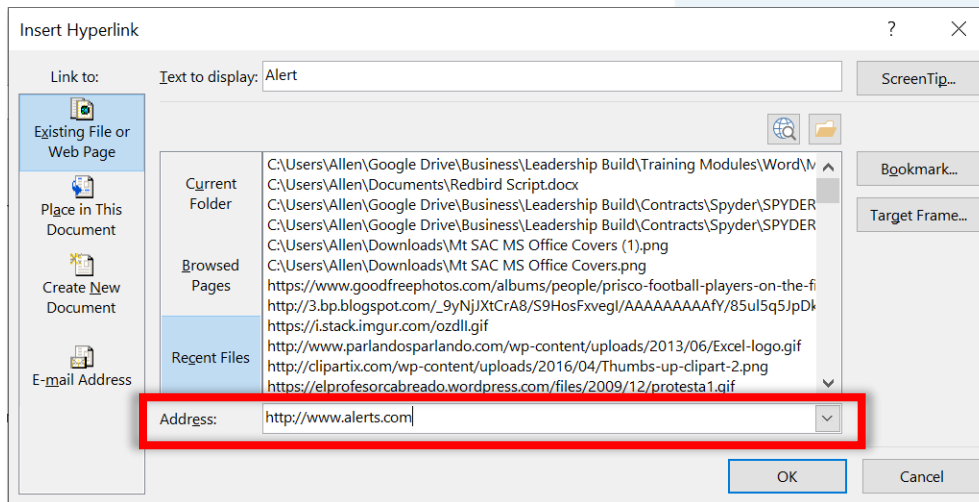 Insert Hyperlink
?
Link to:
Text to display: Alert
ScreenTip...
Existing File or
Web Page
Current
Folder
C:\Users\Allen\Google Drive\Business\Leadership Build\Training Modules\Word\M
C:\Users\Allen\Documents\Redbird Script.docx
C:\Users\Allen\Google Drive\Business\Leadership Build\Contracts\Spyder\SPYDER
C:\Users\Allen\Google Drive\Business\Leadership Build\Contracts\Spyder\SPYDER
C:\Users\Allen\Downloads\Mt SAC MS Office Covers (1).png
C:\Users\Allen\Downloads\Mt SAC MS Office Covers.png
https://www.goodfreephotos.com/albums/people/prisco-football-players-on-the-fi
http://3.bp.blogspot.com/_9yNjJXtCrA8/S9HosFxvegI/AAAAAAAAAfY/85ul5q5JpDk
https://i.stack.imgur.com/ozdlI.gif
http://www.parlandosparlando.com/wp-content/uploads/2013/06/Excel-logo.gif
http://clipartix.com/wp-content/uploads/2016/04/Thumbs-up-clipart-2.png
https://elprofesorcabreado.wordpress.com/files/2009/12/protesta1.gif
Bookmark...
Target Frame...
Place in This
Document
Browsed
Pages
Create New
Document
Recent Files
E-mail Address
Address: http://www.alerts.com
OK
Cancel